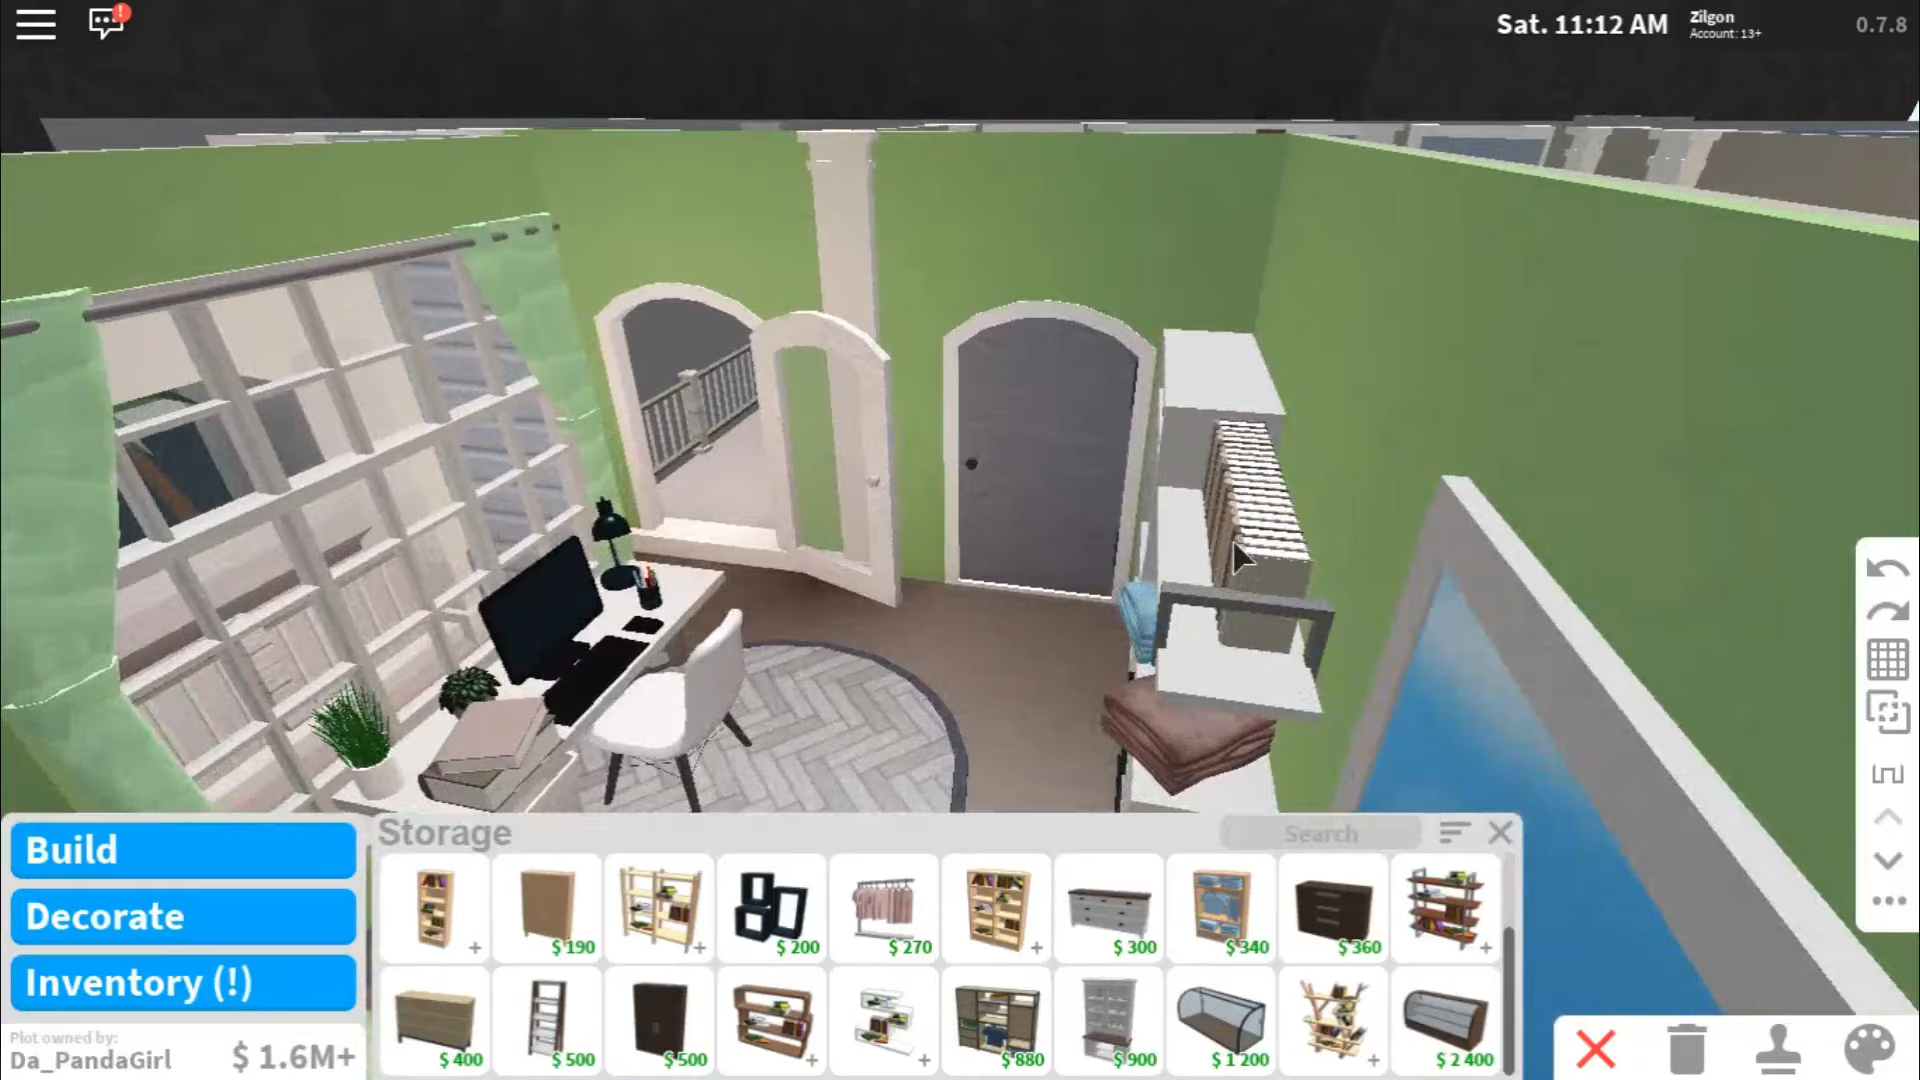 Sat. 11:12 AM
Zilgon
Account: 13+
0.7.8
Build
Decorate
Inventory (!)
Plot owned by:
Da_PandaGirl
$ 1.6M+
Storage
Search
+
$ 190
+
$ 200
$ 270
+
$ 300
$ 340
$ 360
+
$ 400
$ 500
$ 500
+
+
$ 880
$ 900
$ 1 200
+
$ 2 400